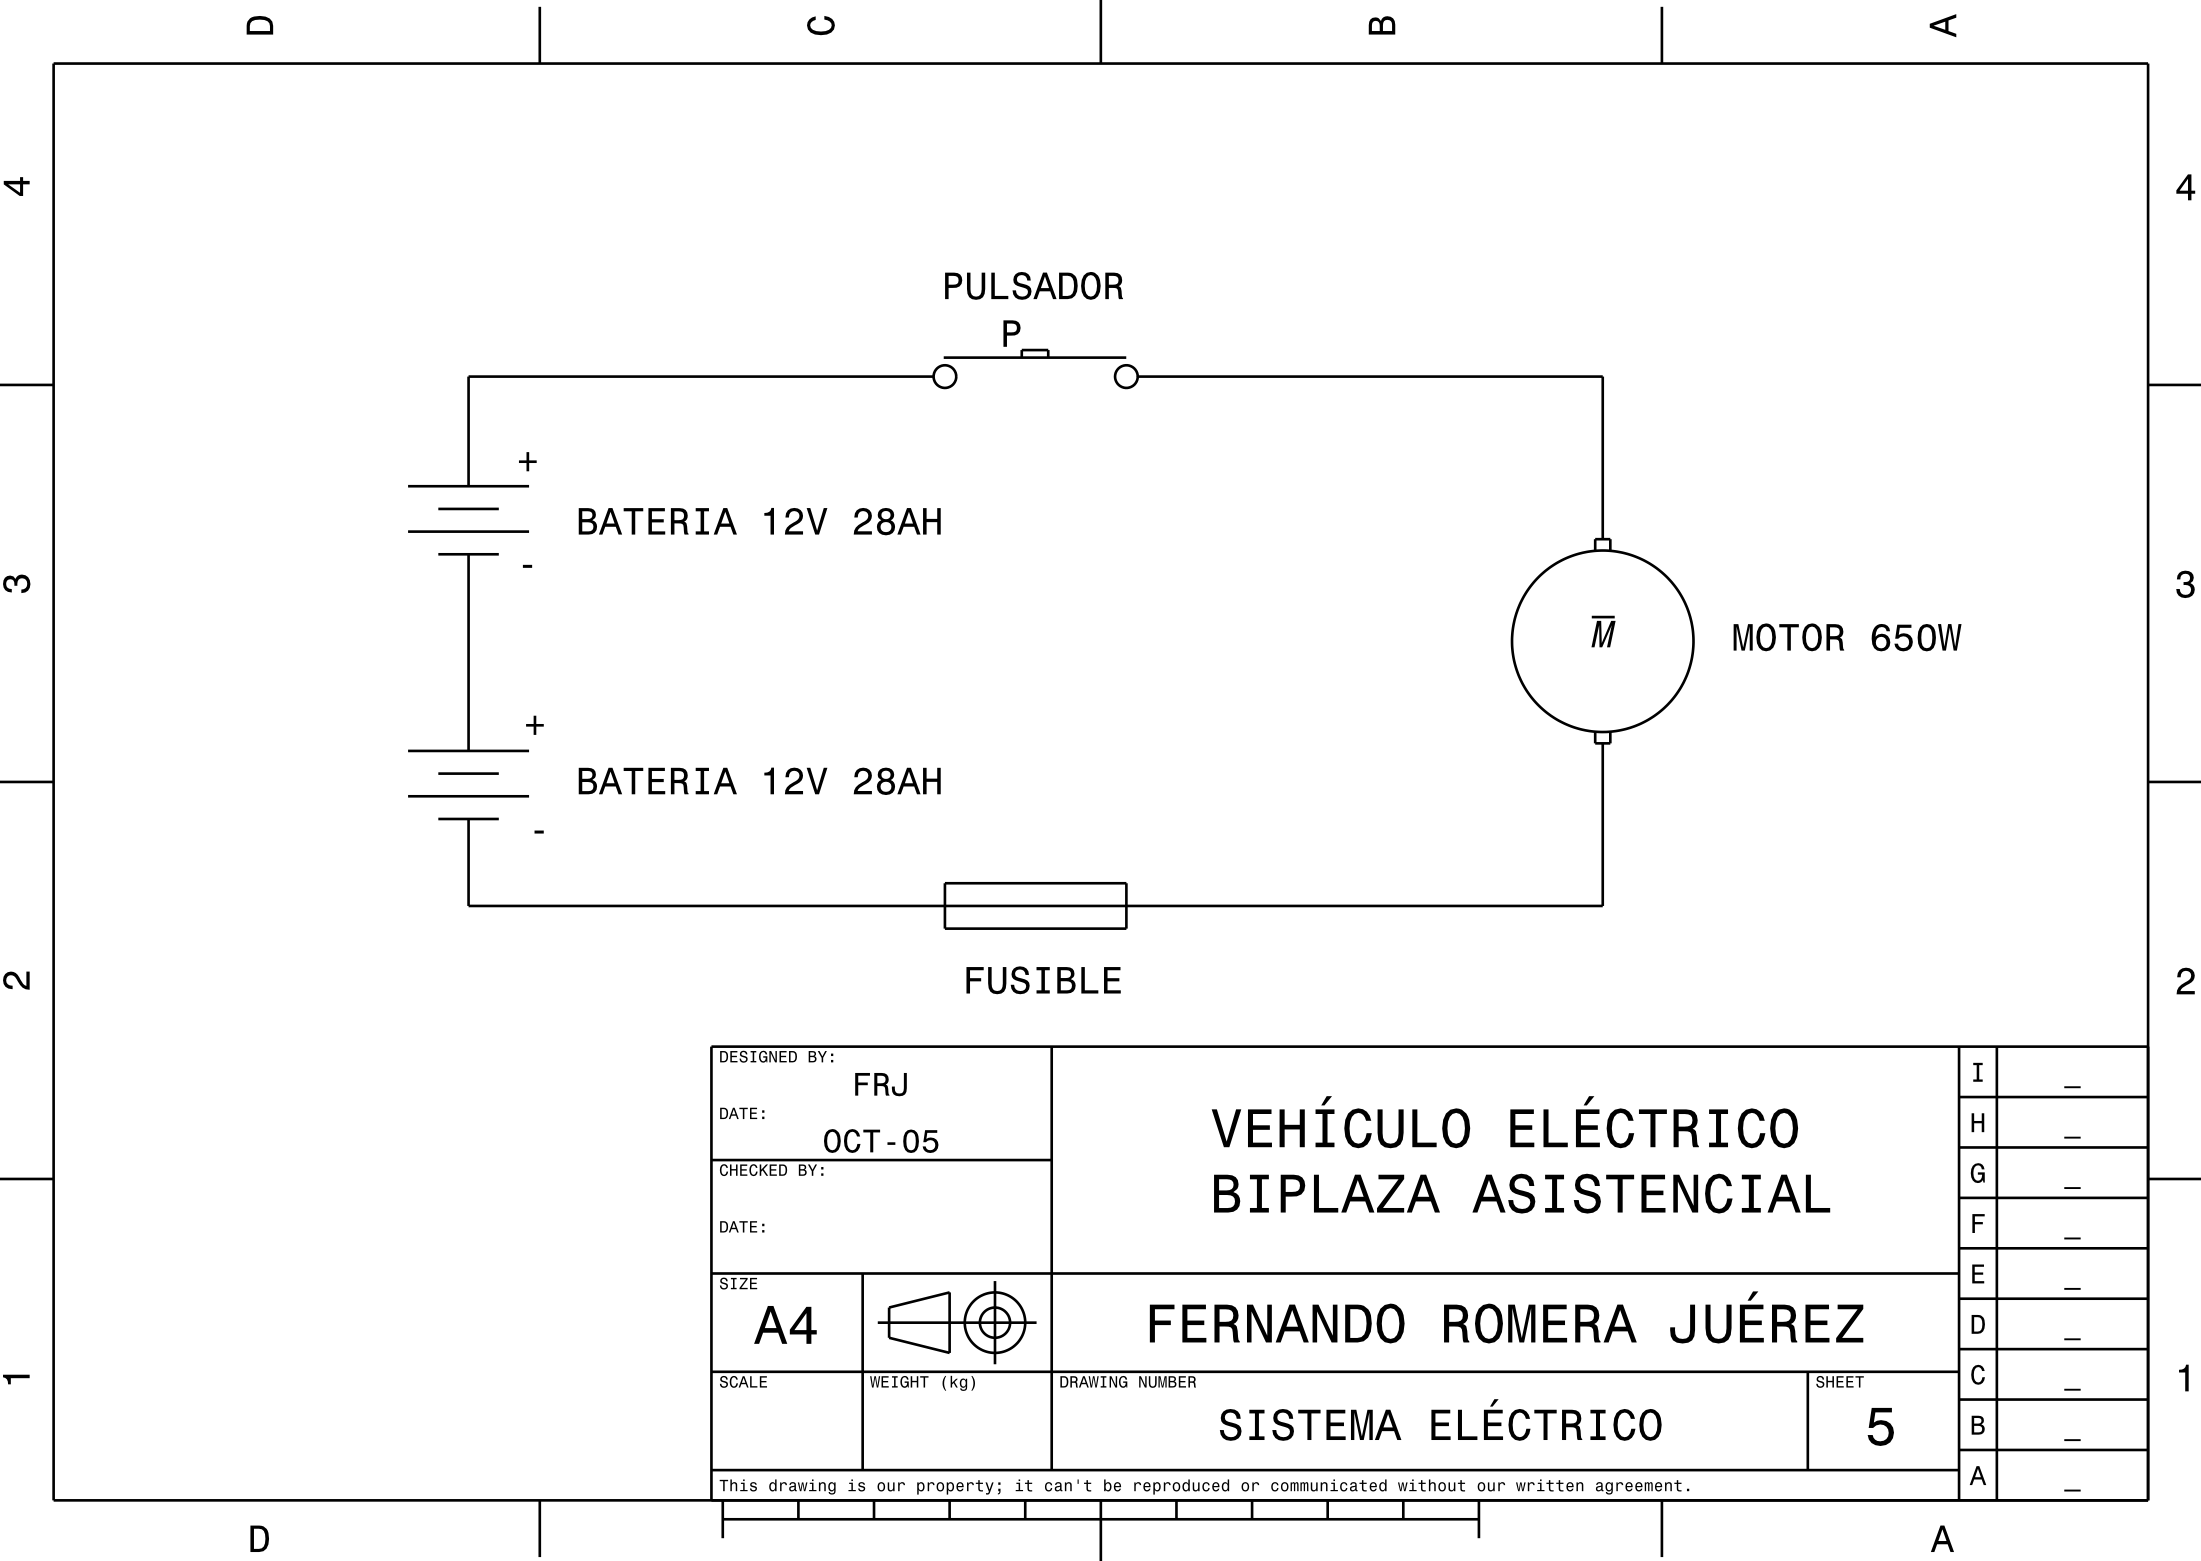 D C B A
4 4
PULSADOR
P
+
BATERIA 12V 28AH
-
3 3
M
MOTOR 650W
+
BATERIA 12V 28AH
-
FUSIBLE
2 2
DESIGNED BY:
FRJ
DATE:
OCT-05
CHECKED BY:
DATE:
VEHÍCULO ELÉCTRICO
BIPLAZA ASISTENCIAL
SIZE
A4
FERNANDO ROMERA JUÉREZ
SCALE
WEIGHT (kg)
DRAWING NUMBER
SISTEMA ELÉCTRICO
SHEET
5
I _
H _
G _
F _
E _
D _
C _
B _
A _
1 1
This drawing is our property; it can't be reproduced or communicated without our written agreement.
D A